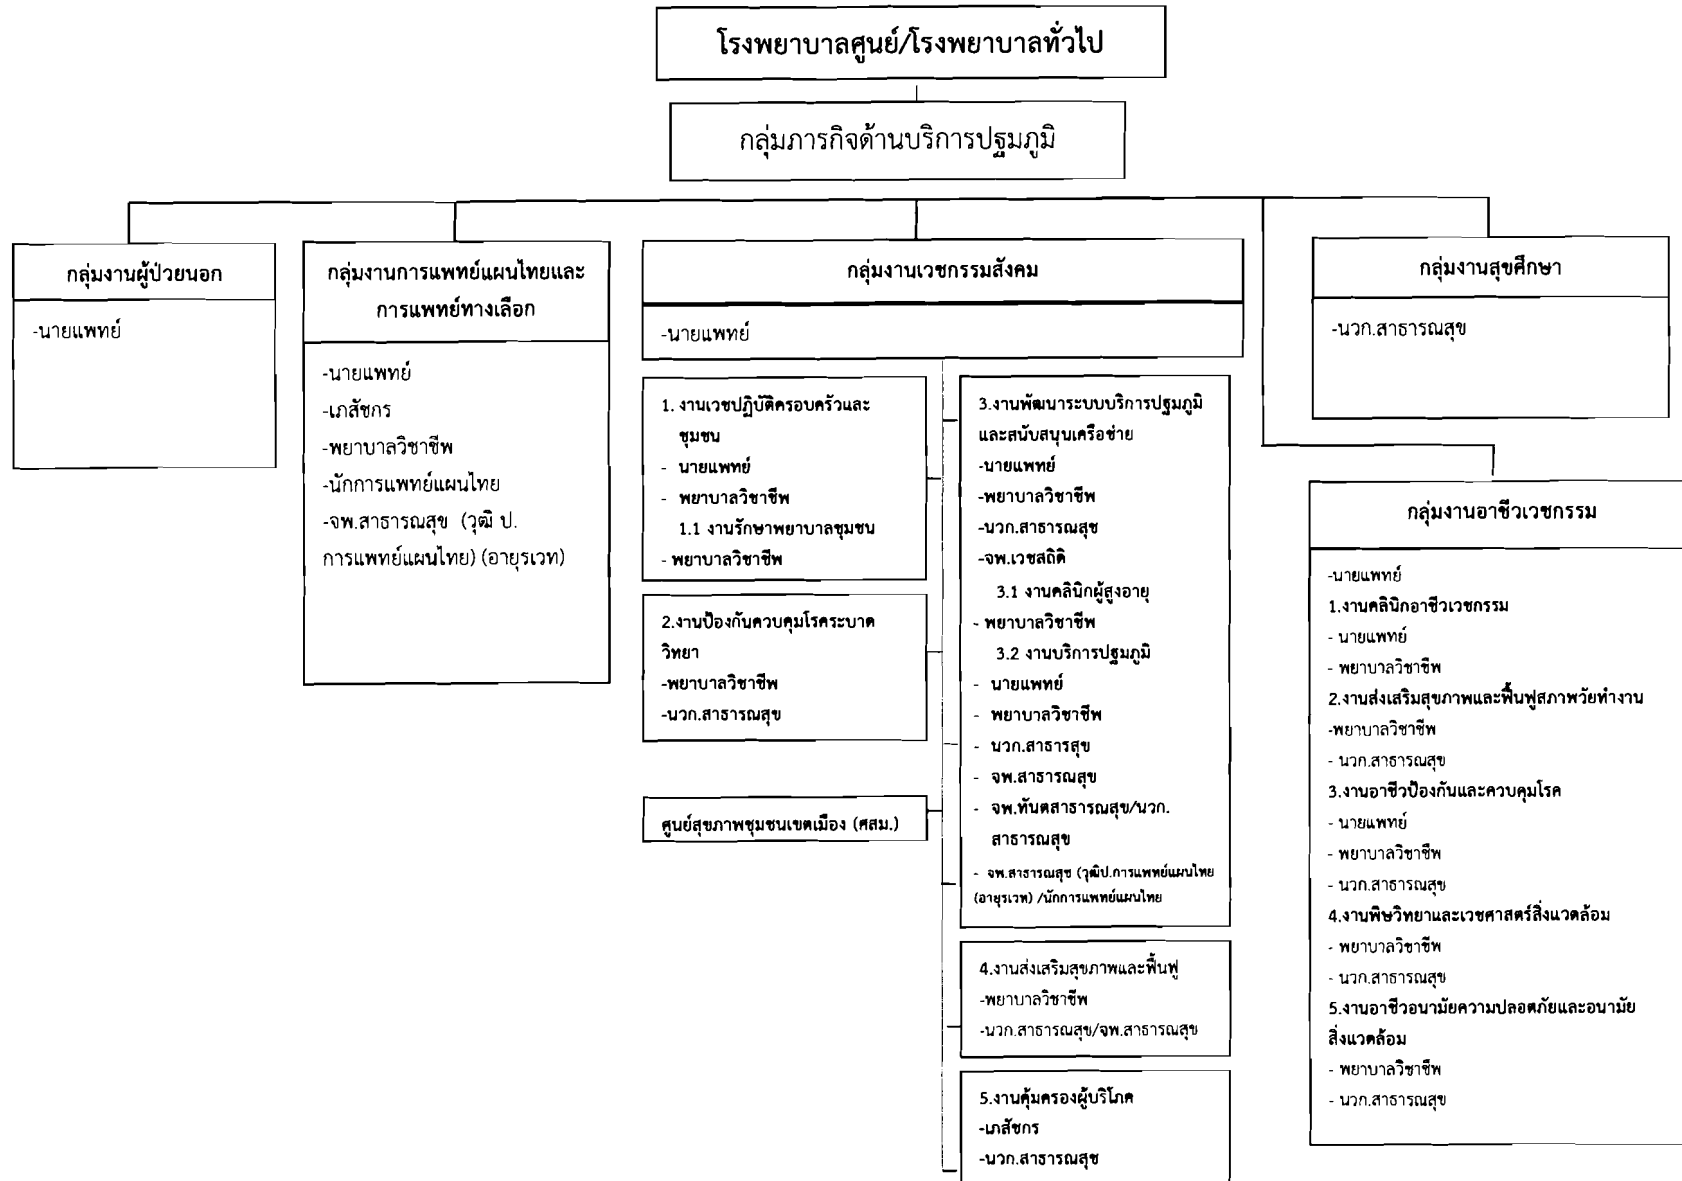 โรงพยาบาลศูนย์/โรงพยาบาลทั่วไป
กลุ่มภารกิจด้านบริการปฐมภูมิ
กลุ่มงานผู้ป่วยนอก
-นายแพทย์
กลุ่มงานการแพทย์แผนไทยและ
การแพทย์ทางเลือก
-นายแพทย์
-เภสัชกร
-พยาบาลวิชาชีพ
-นักการแพทย์แผนไทย
-จพ.สาธารณสุข (วุฒิ ป.
การแพทย์แผนไทย) (อายุรเวท)
กลุ่มงานเวชกรรมสังคม
-นายแพทย์
1. งานเวชปฏิบัติครอบครัวและ
ชุมชน
- นายแพทย์
- พยาบาลวิชาชีพ
1.1 งานรักษาพยาบาลชุมชน
- พยาบาลวิชาชีพ
2.งานป้องกันควบคุมโรคระบาด
วิทยา
-พยาบาลวิชาชีพ
-นวก.สาธารณสุข
ศูนย์สุขภาพชุมชนเขตเมือง (ศสม.)
3.งานพัฒนาระบบบริการปฐมภูมิ
และสนับสนุนเครือข่าย
-นายแพทย์
-พยาบาลวิชาชีพ
-นวก.สาธารณสุข
-จพ.เวชสถิติ
3.1 งานคลินิกผู้สูงอายุ
- พยาบาลวิชาชีพ
3.2 งานบริการปฐมภูมิ
- นายแพทย์
- พยาบาลวิชาชีพ
- นวก.สาธารสุข
- จพ.สาธารณสุข
- จพ.ทันตสาธารณสุข/นวก.
สาธารณสุข
- จพ.สาธารณสุข (วุฒิป.การแพทย์แผนไทย
(อายุรเวท) /นักการแพทย์แผนไทย
4.งานส่งเสริมสุขภาพและฟื้นฟู
-พยาบาลวิชาชีพ
-นวก.สาธารณสุข/จพ.สาธารณสุข
5.งานคุ้มครองผู้บริโภค
-เภสัชกร
-นวก.สาธารณสุข
กลุ่มงานสุขศึกษา
-นวก.สาธารณสุข
กลุ่มงานอาชีวเวชกรรม
-นายแพทย์
1.งานคลินิกอาชีวเวชกรรม
- นายแพทย์
- พยาบาลวิชาชีพ
2.งานส่งเสริมสุขภาพและฟื้นฟูสภาพวัยทำงาน
-พยาบาลวิชาชีพ
- นวก.สาธารณสุข
3.งานอาชีวป้องกันและควบคุมโรค
- นายแพทย์
- พยาบาลวิชาชีพ
- นวก.สาธารณสุข
4.งานพิษวิทยาและเวชศาสตร์สิ่งแวดล้อม
- พยาบาลวิชาชีพ
- นวก.สาธารณสุข
5.งานอาชีวอนามัยความปลอดภัยและอนามัย
สิ่งแวดล้อม
- พยาบาลวิชาชีพ
- นวก.สาธารณสุข